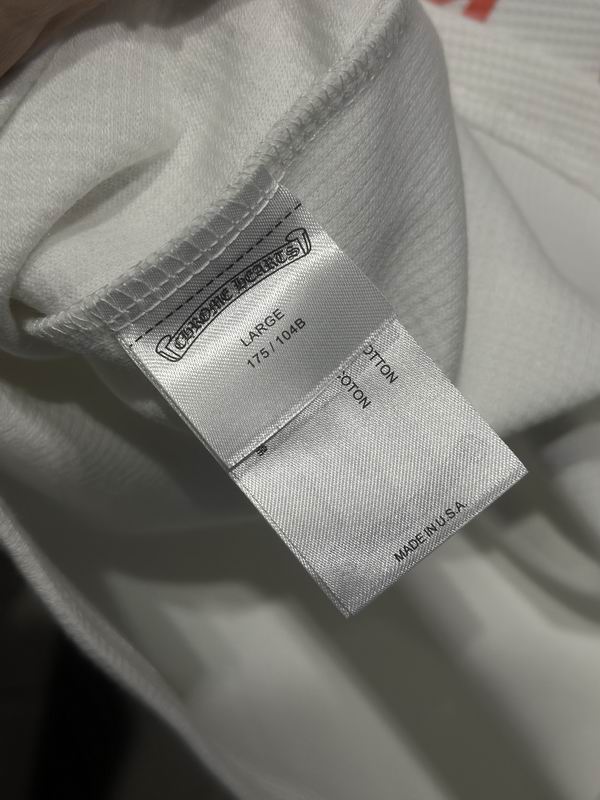 CHROME HEARTS
LARGE
175 / 104B
OTTON
COTON
MADE IN U.S.A.